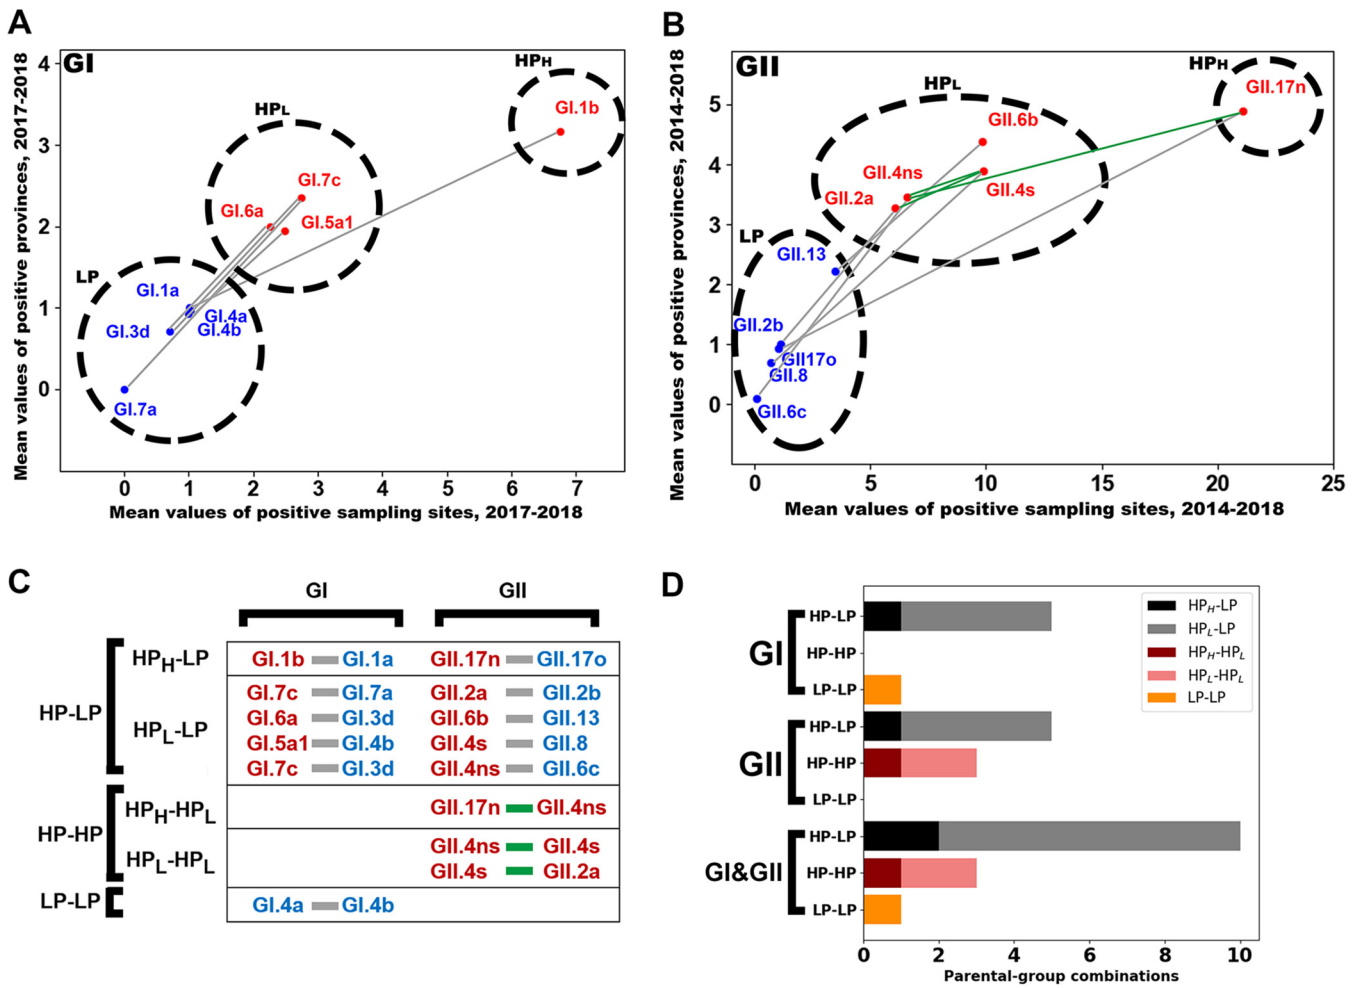 A
GI
HPH
GI.1b
HPL
GI.7c
GI.6a
GI.5a1
LP
GI.1a
GI.4a
GI.3d
GI.4b
GI.7a
4
3
2
1
0
0 1 2 3 4 5 6 7
Mean values of positive provinces, 2017-2018
Mean values of positive sampling sites, 2017-2018
B
GII
HPH
GII.17n
HPL
GII.6b
GII.4ns
GII.4s
GII.2a
LP
GII.13
GII.2b
GII17o
GII.8
GII.6c
5
4
3
2
1
0
0 5 10 15 20 25
Mean values of positive provinces, 2014-2018
Mean values of positive sampling sites, 2014-2018
C
GI GII
HP-LP
HPH-LP
GI.1b GI.1a GII.17n GII.17o
HPL-LP
GI.7c GI.7a GII.2a GII.2b
GI.6a GI.3d GII.6b GII.13
GI.5a1 GI.4b GII.4s GII.8
GI.7c GI.3d GII.4ns GII.6c
HP-HP
HPH-HPL
GII.17n GII.4ns
HPL-HPL
GII.4ns GII.4s
GII.4s GII.2a
LP-LP
GI.4a GI.4b
D
GI
HP-LP
HP-HP
LP-LP
GII
HP-LP
HP-HP
LP-LP
GI&GII
HP-LP
HP-HP
LP-LP
HPH-LP
HPL-LP
HPH-HPL
HPL-HPL
LP-LP
0 2 4 6 8 10
Parental-group combinations